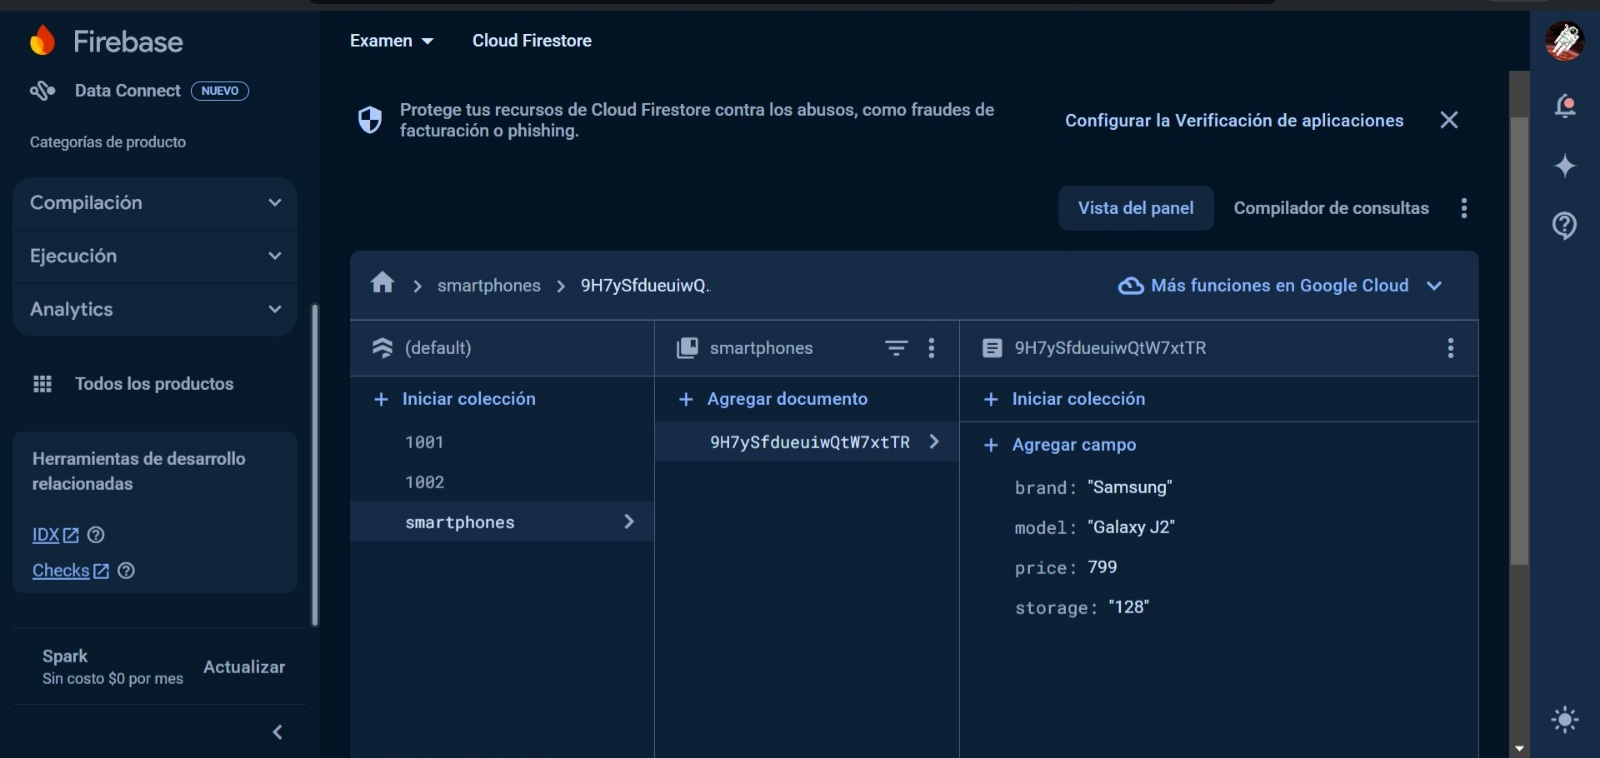 Firebase
Examen
Cloud Firestore
Data Connect NUEVO
Categorías de producto
Compilación
Ejecución
Analytics
Todos los productos
Herramientas de desarrollo
relacionadas
IDX
Checks
Spark
Sin costo $0 por mes
Actualizar
Protege tus recursos de Cloud Firestore contra los abusos, como fraudes de
facturación o phishing.
Configurar la Verificación de aplicaciones
Vista del panel
Compilador de consultas
smartphones
9H7ySfdueuiwQ..
Más funciones en Google Cloud
(default)
Iniciar colección
1001
1002
smartphones
smartphones
Agregar documento
9H7ySfdueuiwQtW7xtTR
9H7ySfdueuiwQtW7xtTR
Iniciar colección
Agregar campo
brand: "Samsung"
model: "Galaxy J2"
price: 799
storage: "128"